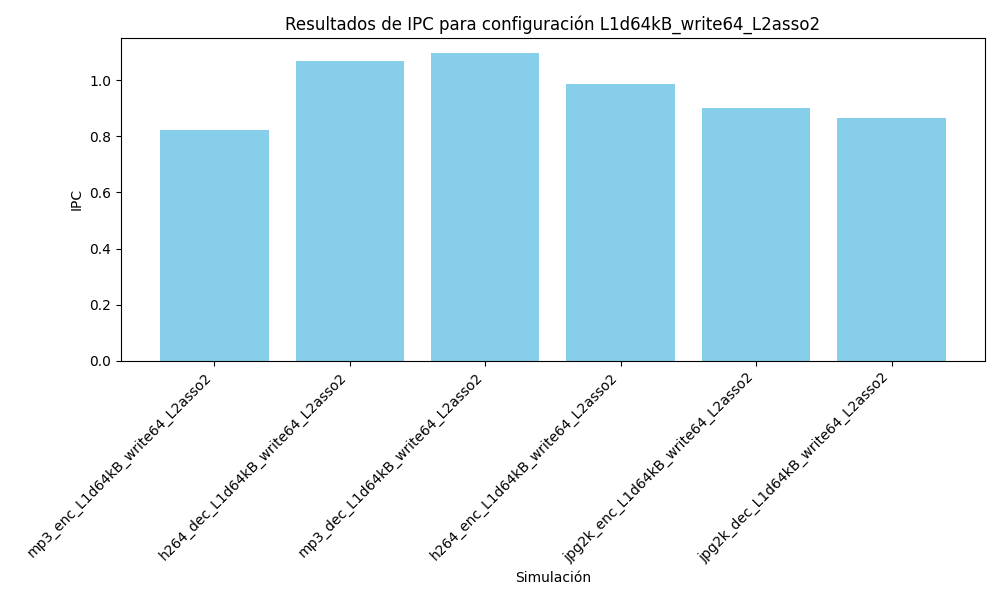 Resultados de IPC para configuración L1d64kB_write64_L2asso2
IPC
1.0
0.8
0.6
0.4
0.2
0.0
mp3_enc_L1d64kB_write64_L2asso2
h264_dec_L1d64kB_write64_L2asso2
mp3_dec_L1d64kB_write64_L2asso2
h264_enc_L1d64kB_write64_L2asso2
jpg2k_enc_L1d64kB_write64_L2asso2
jpg2k_dec_L1d64kB_write64_L2asso2
Simulación